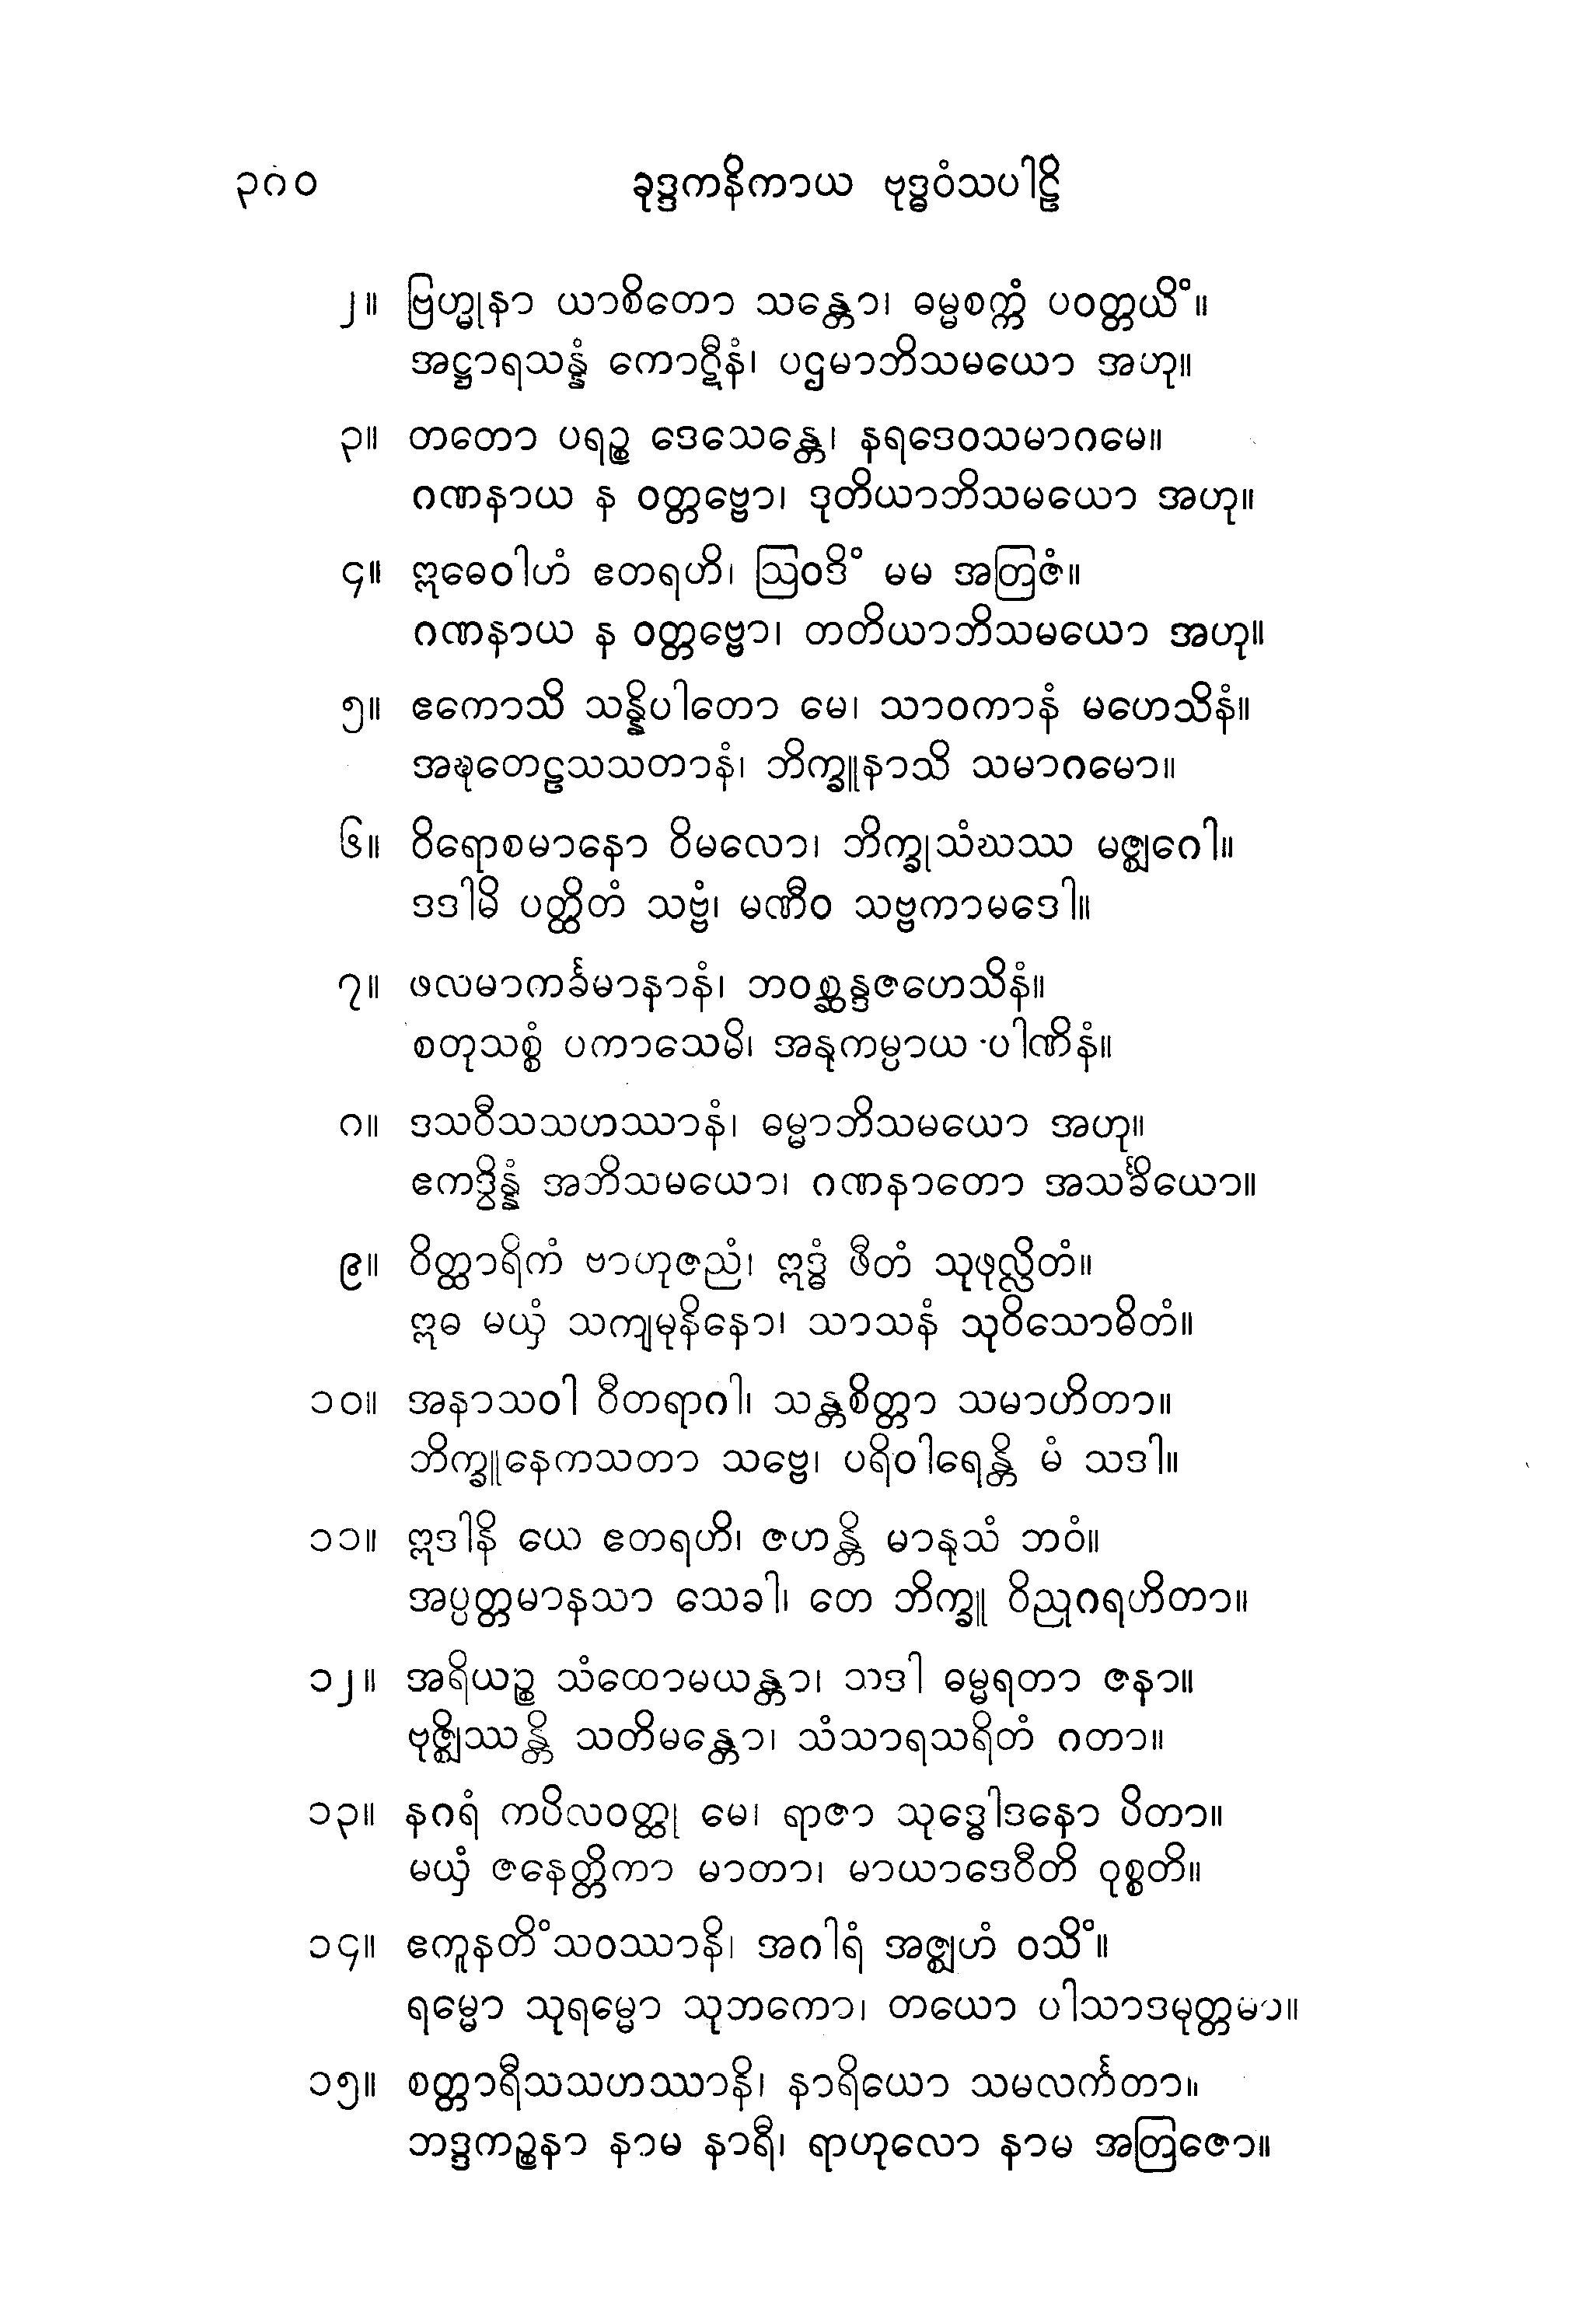 ၃၈၀ ခုဒ္ဒကနိကာယ ဗုဒ္ဓဝံသပါဠိ
၂။ ဗြဟ္မုနာ ယာစိတော သန္တော၊ ဓမ္မစက္ကံ ပဝတ္တယိံ။
အဋ္ဌာရသန္နံ ကောဋီနံ၊ ပဌမာဘိသမယော အဟု။
၃။ တတော ပရဉ္စ ဒေသေန္တေ၊ နရဒေဝသမာဂမေ။
ဂဏနာယ န ဝတ္တဗ္ဗော၊ ဒုတိယာဘိသမယော အဟု။
၄။ ဣဓေဝါဟံ ဧတရဟိ၊ ဩဝဒိံ မမ အတြဇံ။
ဂဏနာယ န ဝတ္တဗ္ဗော၊ တတိယာဘိသမယော အဟု။
၅။ ဧကောသိ သန္နိပါတော မေ၊ သာဝကာနံ မဟေသိနံ။
အဍ္ဎတေဠသသတာနံ၊ ဘိက္ခူနာသိ သမာဂမော။
၆။ ဝိရောစမာနော ဝိမလော၊ ဘိက္ခုသံဃဿ မဇ္ဈဂေါ။
ဒဒါမိ ပတ္ထိတံ သဗ္ဗံ၊ မဏီဝ သဗ္ဗကာမဒေါ။
၇။ ဖလမာကင်္ခမာနာနံ၊ ဘဝစ္ဆန္ဒဇဟေသိနံ။
စတုသစ္စံ ပကာသေမိ၊ အနုကမ္ပာယ ပါဏိနံ။
၈။ ဒသဝီသသဟဿာနံ၊ ဓမ္မာဘိသမယော အဟု။
ဧကဒွိန္နံ အဘိသမယော၊ ဂဏနာတော အသင်္ခိယော။
၉။ ဝိတ္ထာရိကံ ဗာဟုဇညံ၊ ဣဒ္ဓံ ဖီတံ သုဖုလ္လိတံ။
ဣဓ မယှံ သကျမုနိနော၊ သာသနံ သုဝိသောဓိတံ။
၁၀။ အနာသဝါ ဝီတရာဂါ၊ သန္တစိတ္တာ သမာဟိတာ။
ဘိက္ခူနေကသတာ သဗ္ဗေ၊ ပရိဝါရေန္တိ မံ သဒါ။
၁၁။ ဣဒါနိ ယေ ဧတရဟိ၊ ဇဟန္တိ မာနုသံ ဘဝံ။
အပ္ပတ္တမာနသာ သေခါ၊ တေ ဘိက္ခူ ဝိညုဂရဟိတာ။
၁၂။ အရိယဉ္စ သံထောမယန္တာ၊ သဒါ ဓမ္မရတာ ဇနာ။
ဗုဇ္ဈိဿန္တိ သတိမန္တော၊ သံသာရသရိတံ ဂတာ။
၁၃။ နဂရံ ကပိလဝတ္ထု မေ၊ ရာဇာ သုဒ္ဓေါဒနော ပိတာ။
မယှံ ဇနေတ္တိကာ မာတာ၊ မာယာဒေဝီတိ ဝုစ္စတိ။
၁၄။ ဧကူနတိံသဝဿာနိ၊ အဂါရံ အဇ္ဈဟံ ဝသိံ။
ရမ္မော သုရမ္မော သုဘကော၊ တယော ပါသာဒမုတ္တမာ။
၁၅။ စတ္တာရီသသဟဿာနိ၊ နာရိယော သမလင်္ကတာ။
ဘဒ္ဒကဉ္စနာ နာမ နာရီ၊ ရာဟုလော နာမ အတြဇော။